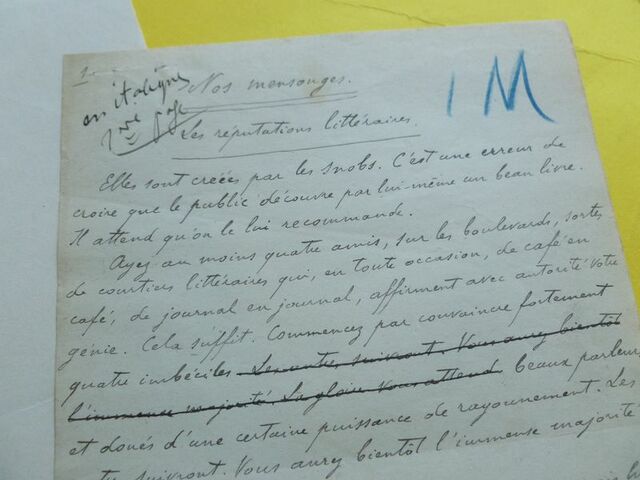 1
en italiques
1ère page
Nos mensonges.
1 M
Les réputations littéraires.
Elles sont créées par les snobs. C'est une erreur de
croire que le public découvre par lui-même un beau livre.
Il attend qu'on le lui recommande.
Ayez au moins quatre amis, sur les boulevards, sortes
de courtiers littéraires qui, en toute occasion, de café en
café, de journal en journal, affirment avec autorité votre
génie. Cela suffit. Commencez par convaincre fortement
quatre imbéciles. Les autres suivront. Vous aurez bientôt
l'immense majorité. La gloire vous attend. beaux parleurs
et doués d'une certaine puissance de rayonnement. Les
suivront. Vous aurez bientôt l'immense majorité